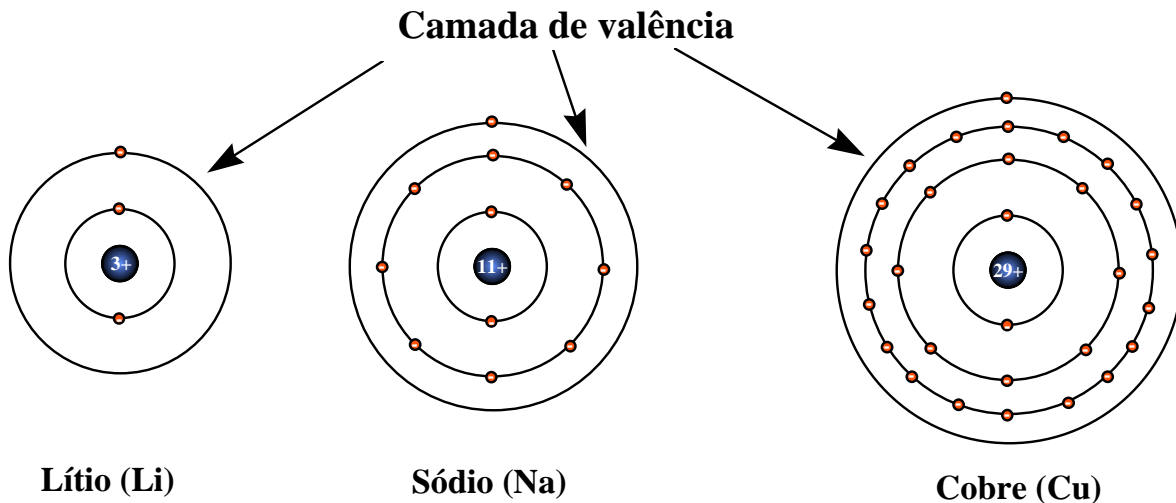 Camada de valência
3+
11+
29+
Lítio (Li)
Sódio (Na)
Cobre (Cu)